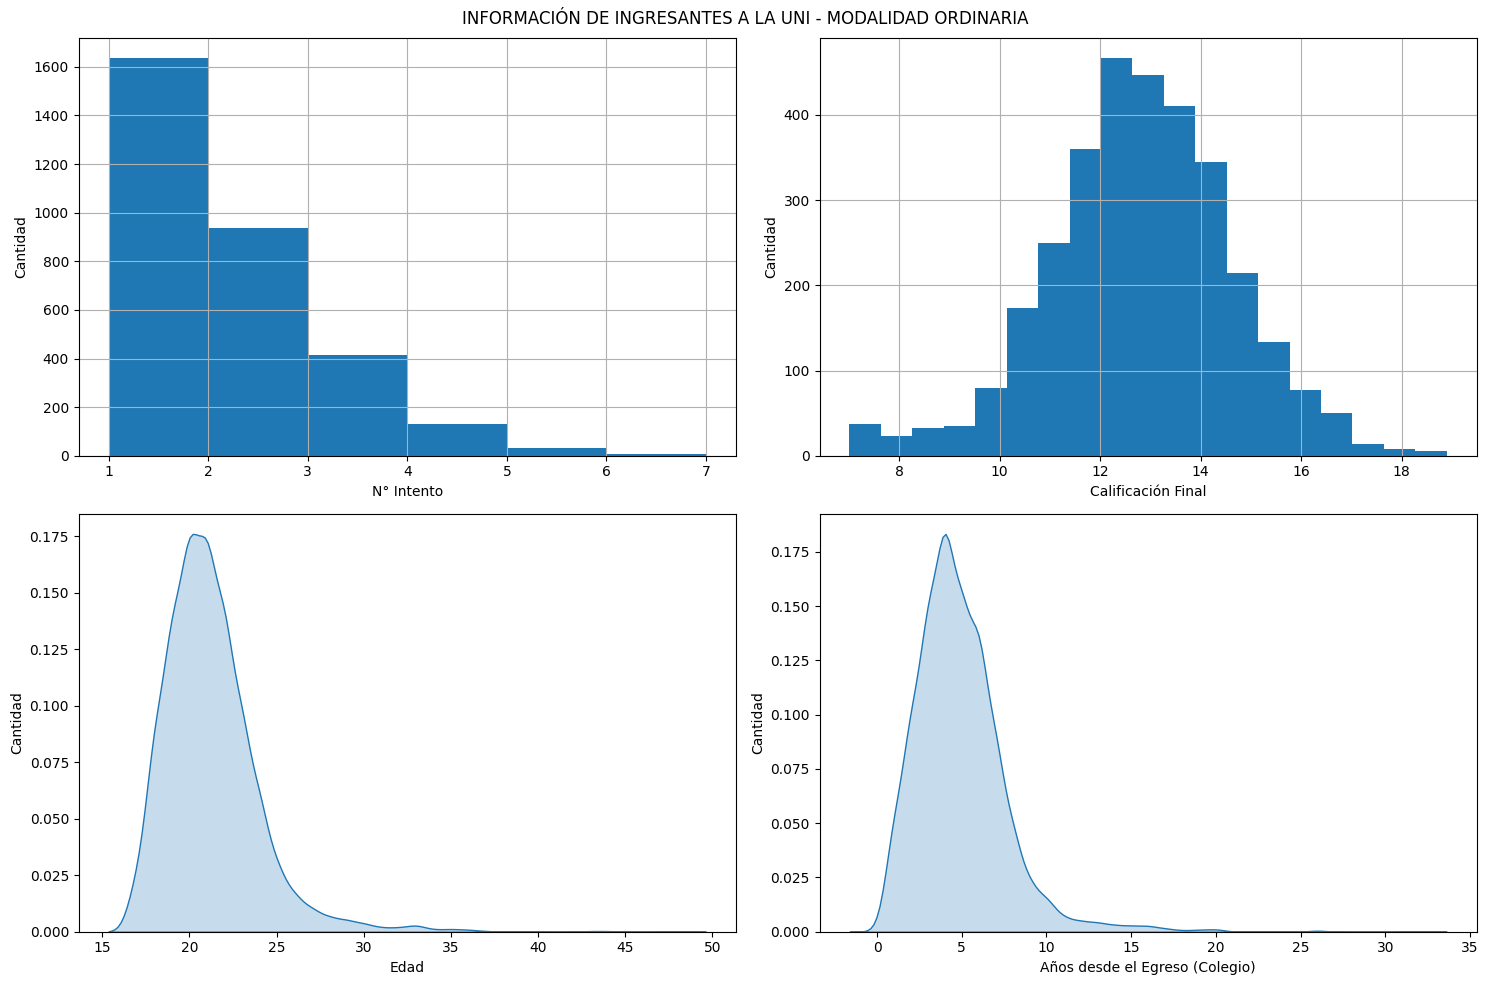 INFORMACIÓN DE INGRESANTES A LA UNI - MODALIDAD ORDINARIA
1600
1400
1200
1000
800
600
400
200
0
Cantidad
1 2 3 4 5 6 7
N° Intento
400
300
200
100
0
Cantidad
8 10 12 14 16 18
Calificación Final
0.175
0.150
0.125
0.100
0.075
0.050
0.025
0.000
Cantidad
15 20 25 30 35 40 45 50
Edad
0.175
0.150
0.125
0.100
0.075
0.050
0.025
0.000
Cantidad
0 5 10 15 20 25 30 35
Años desde el Egreso (Colegio)